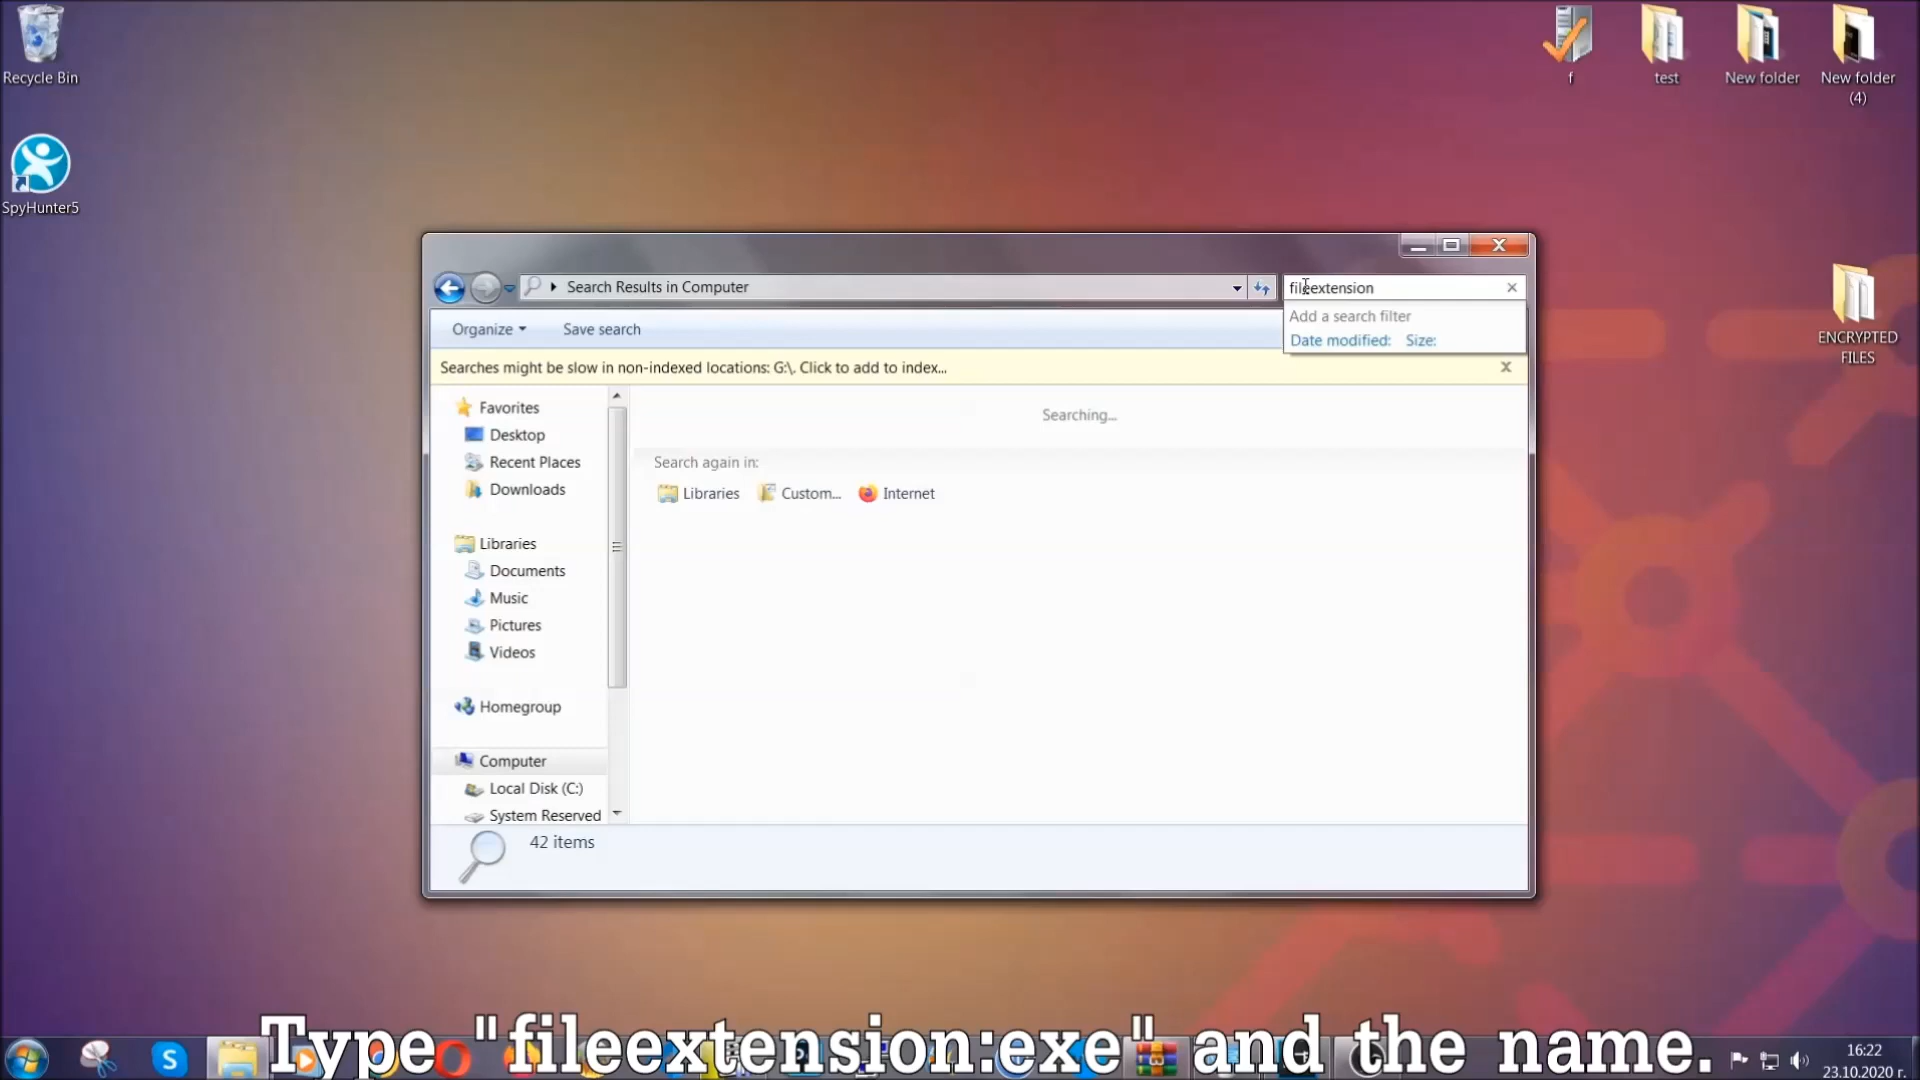 Recycle Bin
SpyHunter5
f
test
New folder
New folder
(4)
ENCRYPTED
FILES
Search Results in Computer
fileextension
Add a search filter
Date modified: Size:
Organize
Save search
Searches might be slow in non-indexed locations: G:\. Click to add to index...
Favorites
Desktop
Recent Places
Downloads
Libraries
Documents
Music
Pictures
Videos
Homegroup
Computer
Local Disk (C:)
System Reserved
Searching...
Search again in:
Libraries
Custom...
Internet
42 items
Type "fileextension:exe" and the name.
16:22
23.10.2020 г.